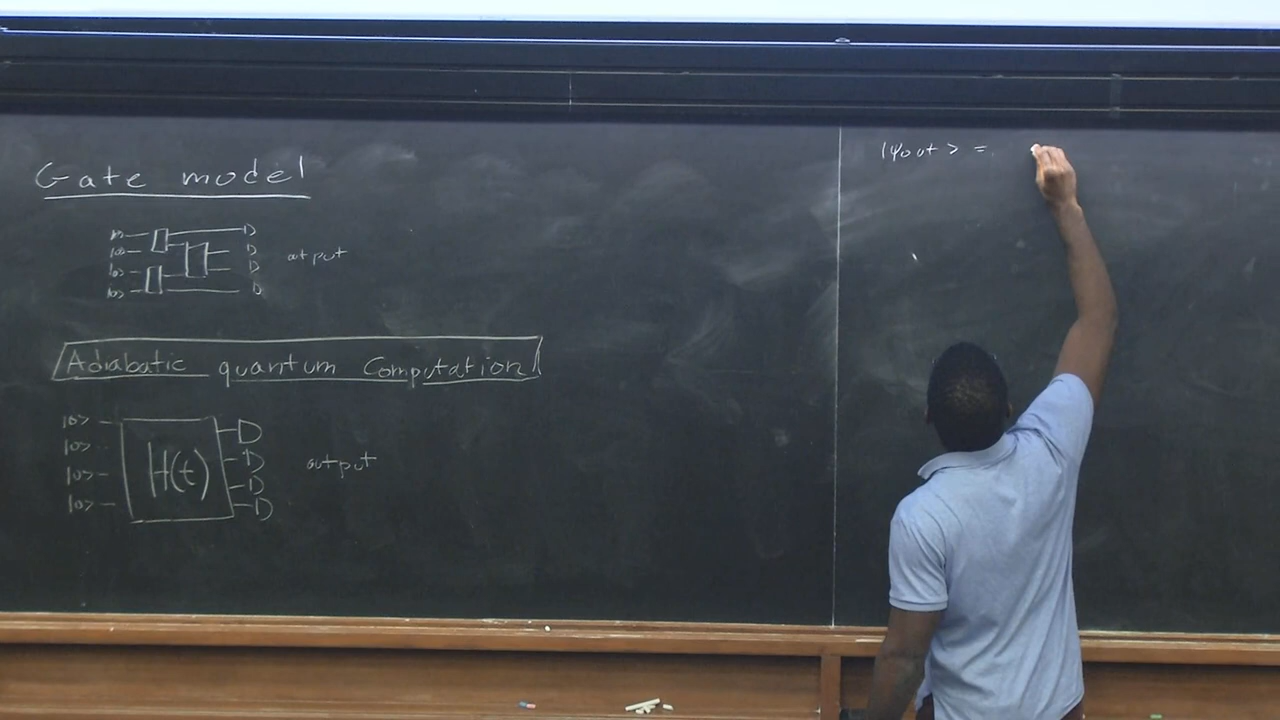 Gate model
|0>
|0>
|0>
|0>
output
Adiabatic quantum Computation
|0>
|0>
|0>
|0>
H(t)
output
|ψout> =